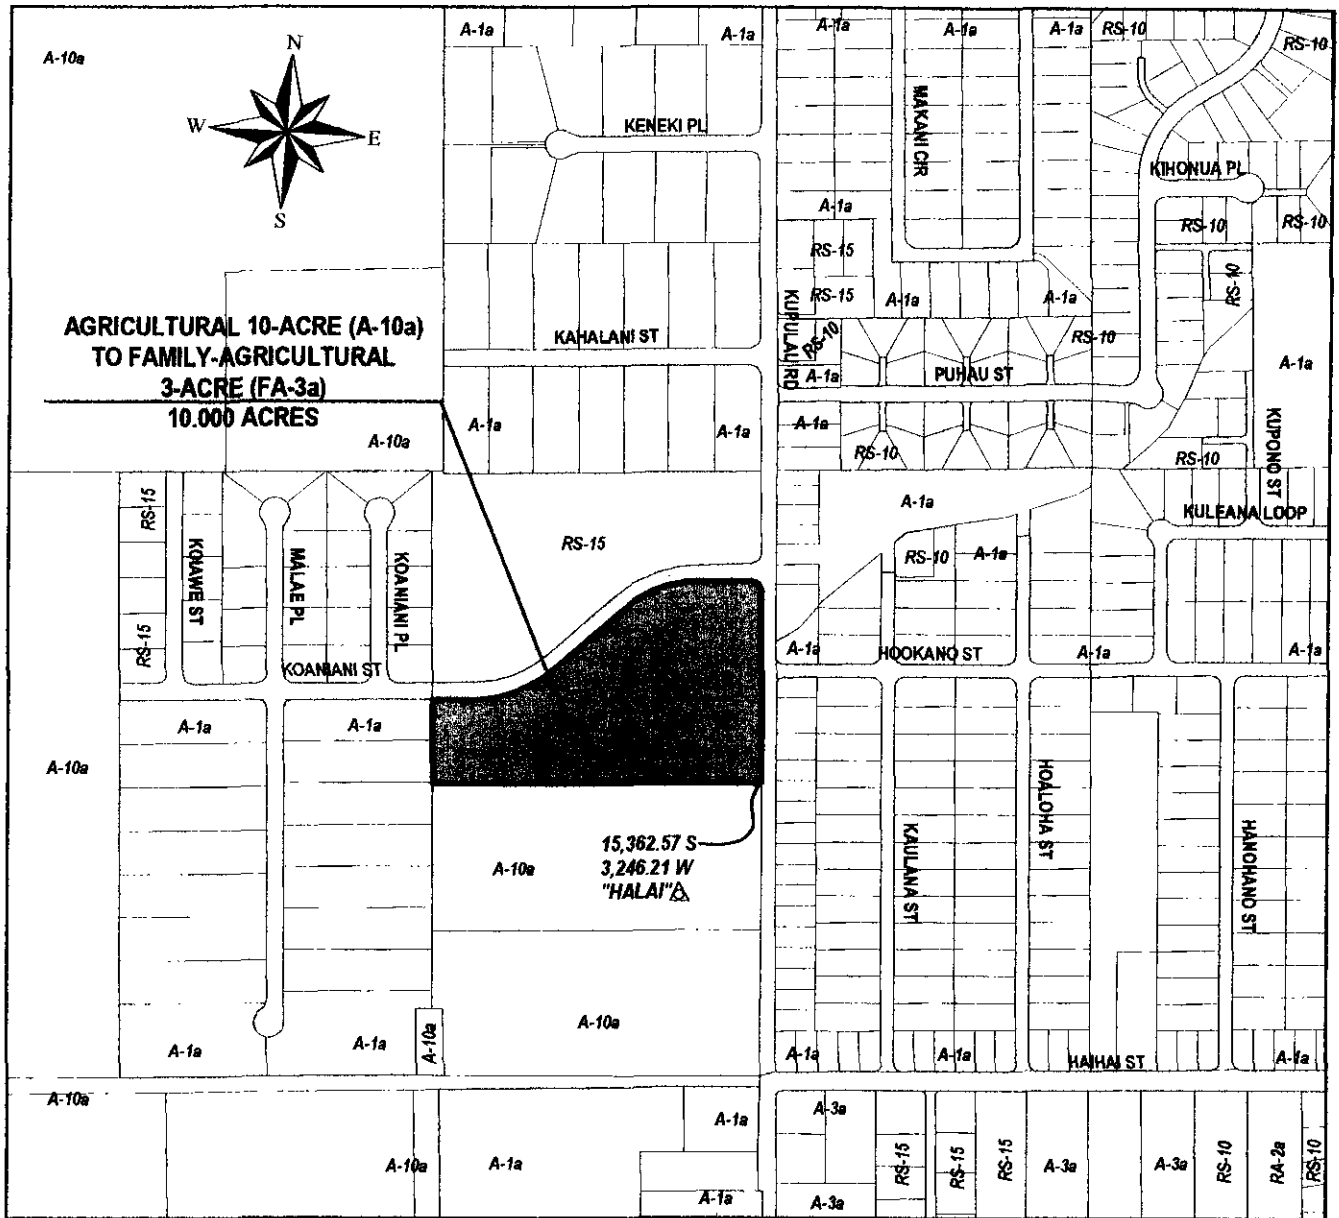 A-10a
A-1a
A-1a
A-1a
A-1a
A-1a
RS-10
RS-10
N
W
E
S
KENEKI PL
MAKANI CIR
KIHONUA PL
A-1a
RS-10
RS-10
RS-15
RS-15
A-1a
A-1a
RS-10
AGRICULTURAL 10-ACRE (A-10a)
TO FAMILY-AGRICULTURAL
3-ACRE (FA-3a)
10.000 ACRES
KAHALANI ST
KUPULAU RD
RS-10
RS-10
A-1a
A-1a
PUHAU ST
A-10a
A-1a
A-1a
A-1a
RS-10
RS-10
KUPONO ST
RS-15
A-1a
KULEANA LOOP
KOAWE ST
MALAE PL
KOANIANI PL
RS-15
RS-10
A-1a
RS-15
KOANIANI ST
A-1a
HOOKANO ST
A-1a
A-1a
A-1a
A-1a
A-10a
HOALOHA ST
KAULANA ST
HANOHANO ST
15,362.57 S
3,246.21 W
"HALAI"
A-10a
A-10a
A-1a
A-1a
A-10a
A-1a
A-1a
HAIHAI ST
A-1a
A-10a
A-10a
A-1a
A-1a
A-1a
A-3a
A-3a
RS-15
RS-15
RS-15
A-3a
A-3a
RS-10
RA-2a
RS-10